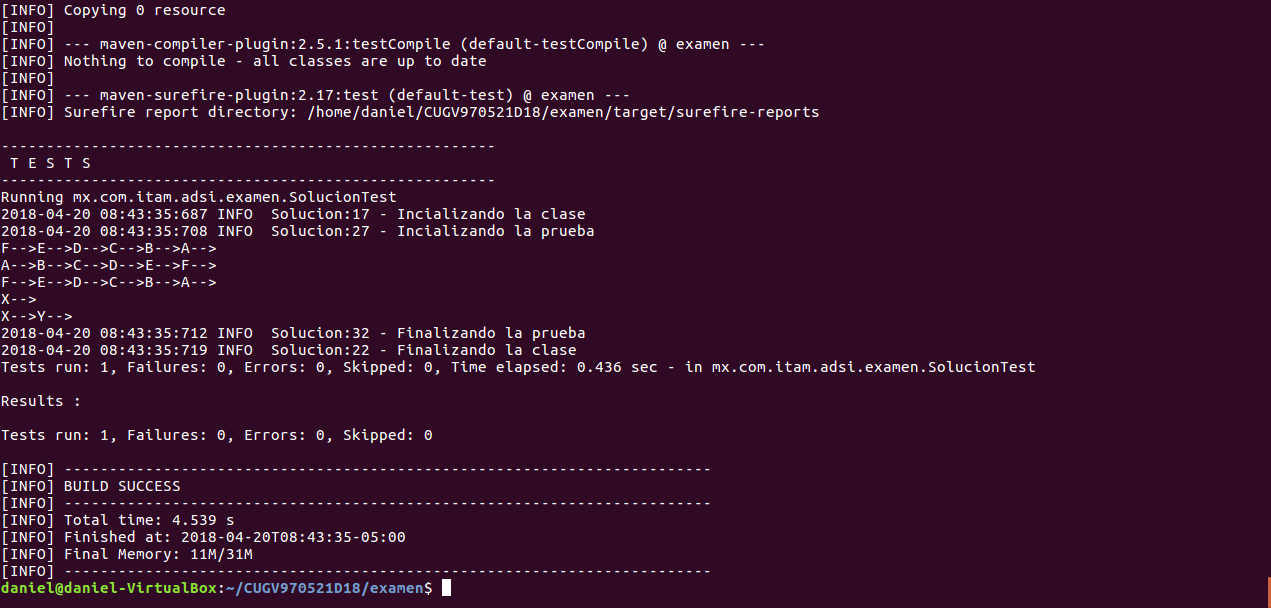 [INFO] Copying 0 resource
[INFO]
[INFO] --- maven-compiler-plugin:2.5.1:testCompile (default-testCompile) @ examen ---
[INFO] Nothing to compile - all classes are up to date
[INFO]
[INFO] --- maven-surefire-plugin:2.17:test (default-test) @ examen ---
[INFO] Surefire report directory: /home/daniel/CUGV970521D18/examen/target/surefire-reports
-------------------------------------------------------
 T E S T S
-------------------------------------------------------
Running mx.com.itam.adsi.examen.SolucionTest
2018-04-20 08:43:35:687 INFO  Solucion:17 - Incializando la clase
2018-04-20 08:43:35:708 INFO  Solucion:27 - Incializando la prueba
F-->E-->D-->C-->B-->A-->
A-->B-->C-->D-->E-->F-->
F-->E-->D-->C-->B-->A-->
X-->
X-->Y-->
2018-04-20 08:43:35:712 INFO  Solucion:32 - Finalizando la prueba
2018-04-20 08:43:35:719 INFO  Solucion:22 - Finalizando la clase
Tests run: 1, Failures: 0, Errors: 0, Skipped: 0, Time elapsed: 0.436 sec - in mx.com.itam.adsi.examen.SolucionTest
Results :
Tests run: 1, Failures: 0, Errors: 0, Skipped: 0
[INFO] ------------------------------------------------------------------------
[INFO] BUILD SUCCESS
[INFO] ------------------------------------------------------------------------
[INFO] Total time: 4.539 s
[INFO] Finished at: 2018-04-20T08:43:35-05:00
[INFO] Final Memory: 11M/31M
[INFO] ------------------------------------------------------------------------
daniel@daniel-VirtualBox:~/CUGV970521D18/examen$